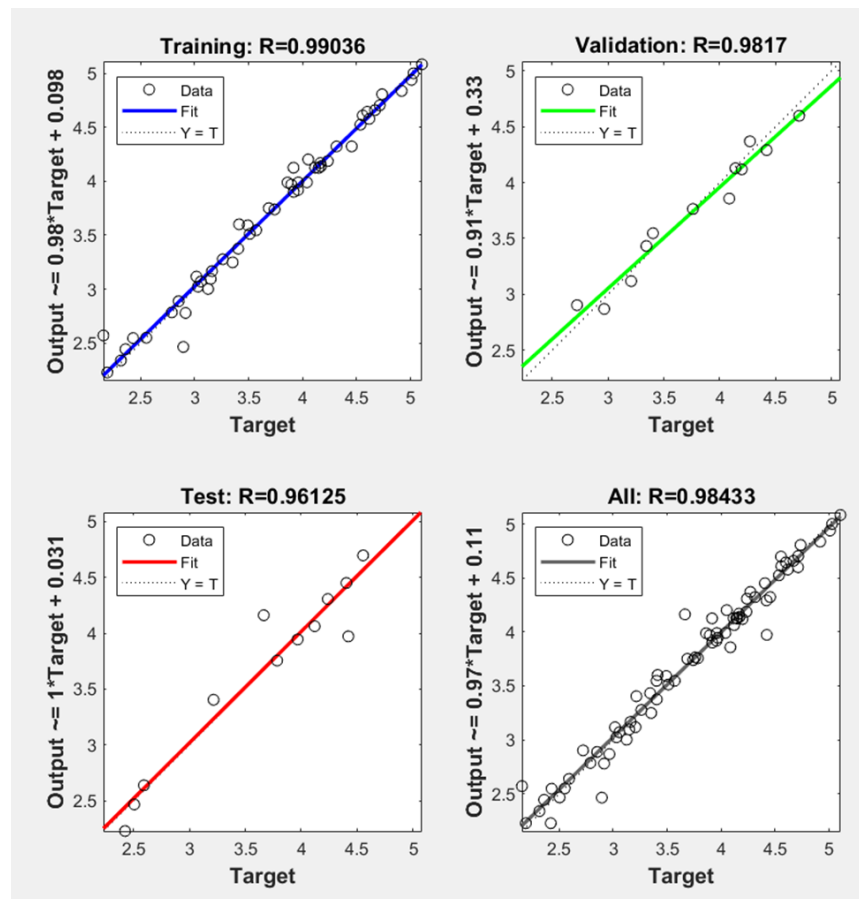 Training: R=0.99036
Output ~= 0.98*Target + 0.098
5
4.5
4
3.5
3
2.5
Data
Fit
Y = T
2.5 3 3.5 4 4.5 5
Target
Validation: R=0.9817
Output ~= 0.91*Target + 0.33
5
4.5
4
3.5
3
2.5
Data
Fit
Y = T
2.5 3 3.5 4 4.5 5
Target
Test: R=0.96125
Output ~= 1*Target + 0.031
5
4.5
4
3.5
3
2.5
Data
Fit
Y = T
2.5 3 3.5 4 4.5 5
Target
All: R=0.98433
Output ~= 0.97*Target + 0.11
5
4.5
4
3.5
3
2.5
Data
Fit
Y = T
2.5 3 3.5 4 4.5 5
Target